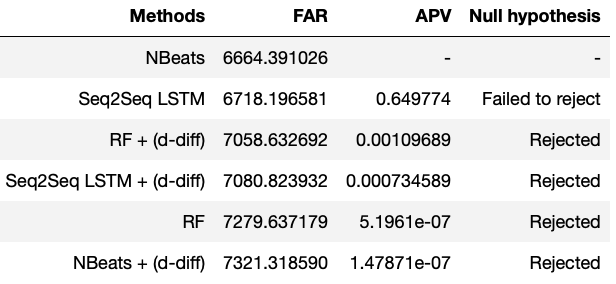 Methods FAR APV Null hypothesis
NBeats 6664.391026 - -
Seq2Seq LSTM 6718.196581 0.649774 Failed to reject
RF + (d-diff) 7058.632692 0.00109689 Rejected
Seq2Seq LSTM + (d-diff) 7080.823932 0.000734589 Rejected
RF 7279.637179 5.1961e-07 Rejected
NBeats + (d-diff) 7321.318590 1.47871e-07 Rejected